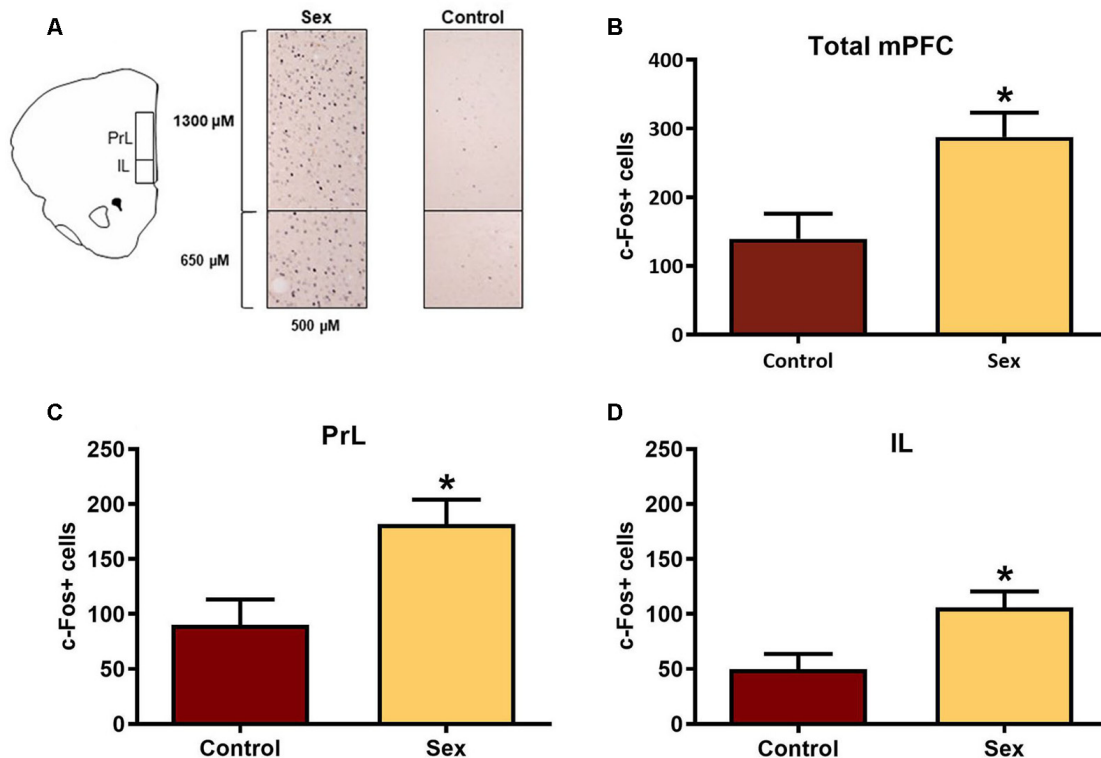 A
Sex
Control
1300 µM
PrL
IL
650 µM
500 µM
B
Total mPFC
c-Fos+ cells
400
300
200
100
0
Control
Sex
*
C
PrL
c-Fos+ cells
250
200
150
100
50
0
Control
Sex
*
D
IL
c-Fos+ cells
250
200
150
100
50
0
Control
Sex
*